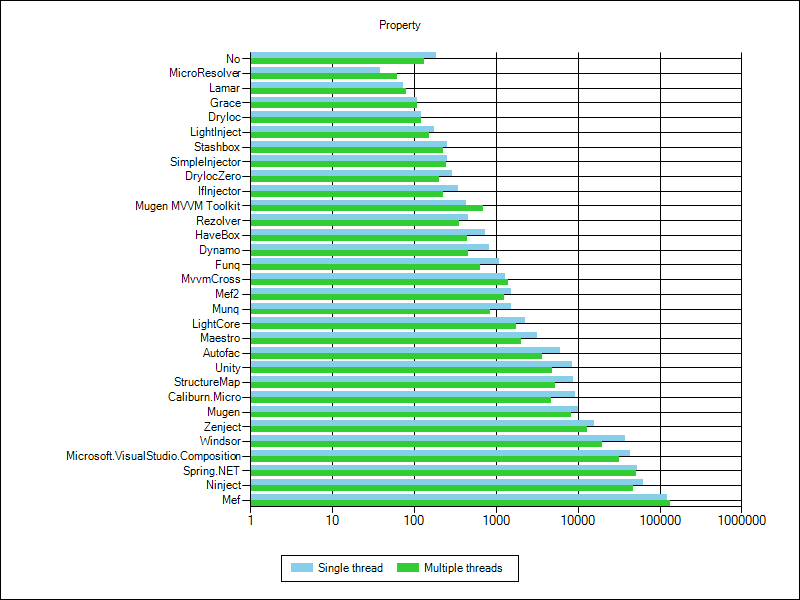 Property
No
MicroResolver
Lamar
Grace
DryIoc
LightInject
Stashbox
SimpleInjector
DryIocZero
IfInjector
Mugen MVVM Toolkit
Rezolver
HaveBox
Dynamo
Funq
MvvmCross
Mef2
Munq
LightCore
Maestro
Autofac
Unity
StructureMap
Caliburn.Micro
Mugen
Zenject
Windsor
Microsoft.VisualStudio.Composition
Spring.NET
Ninject
Mef
1 10 100 1000 10000 100000 1000000
Single thread Multiple threads